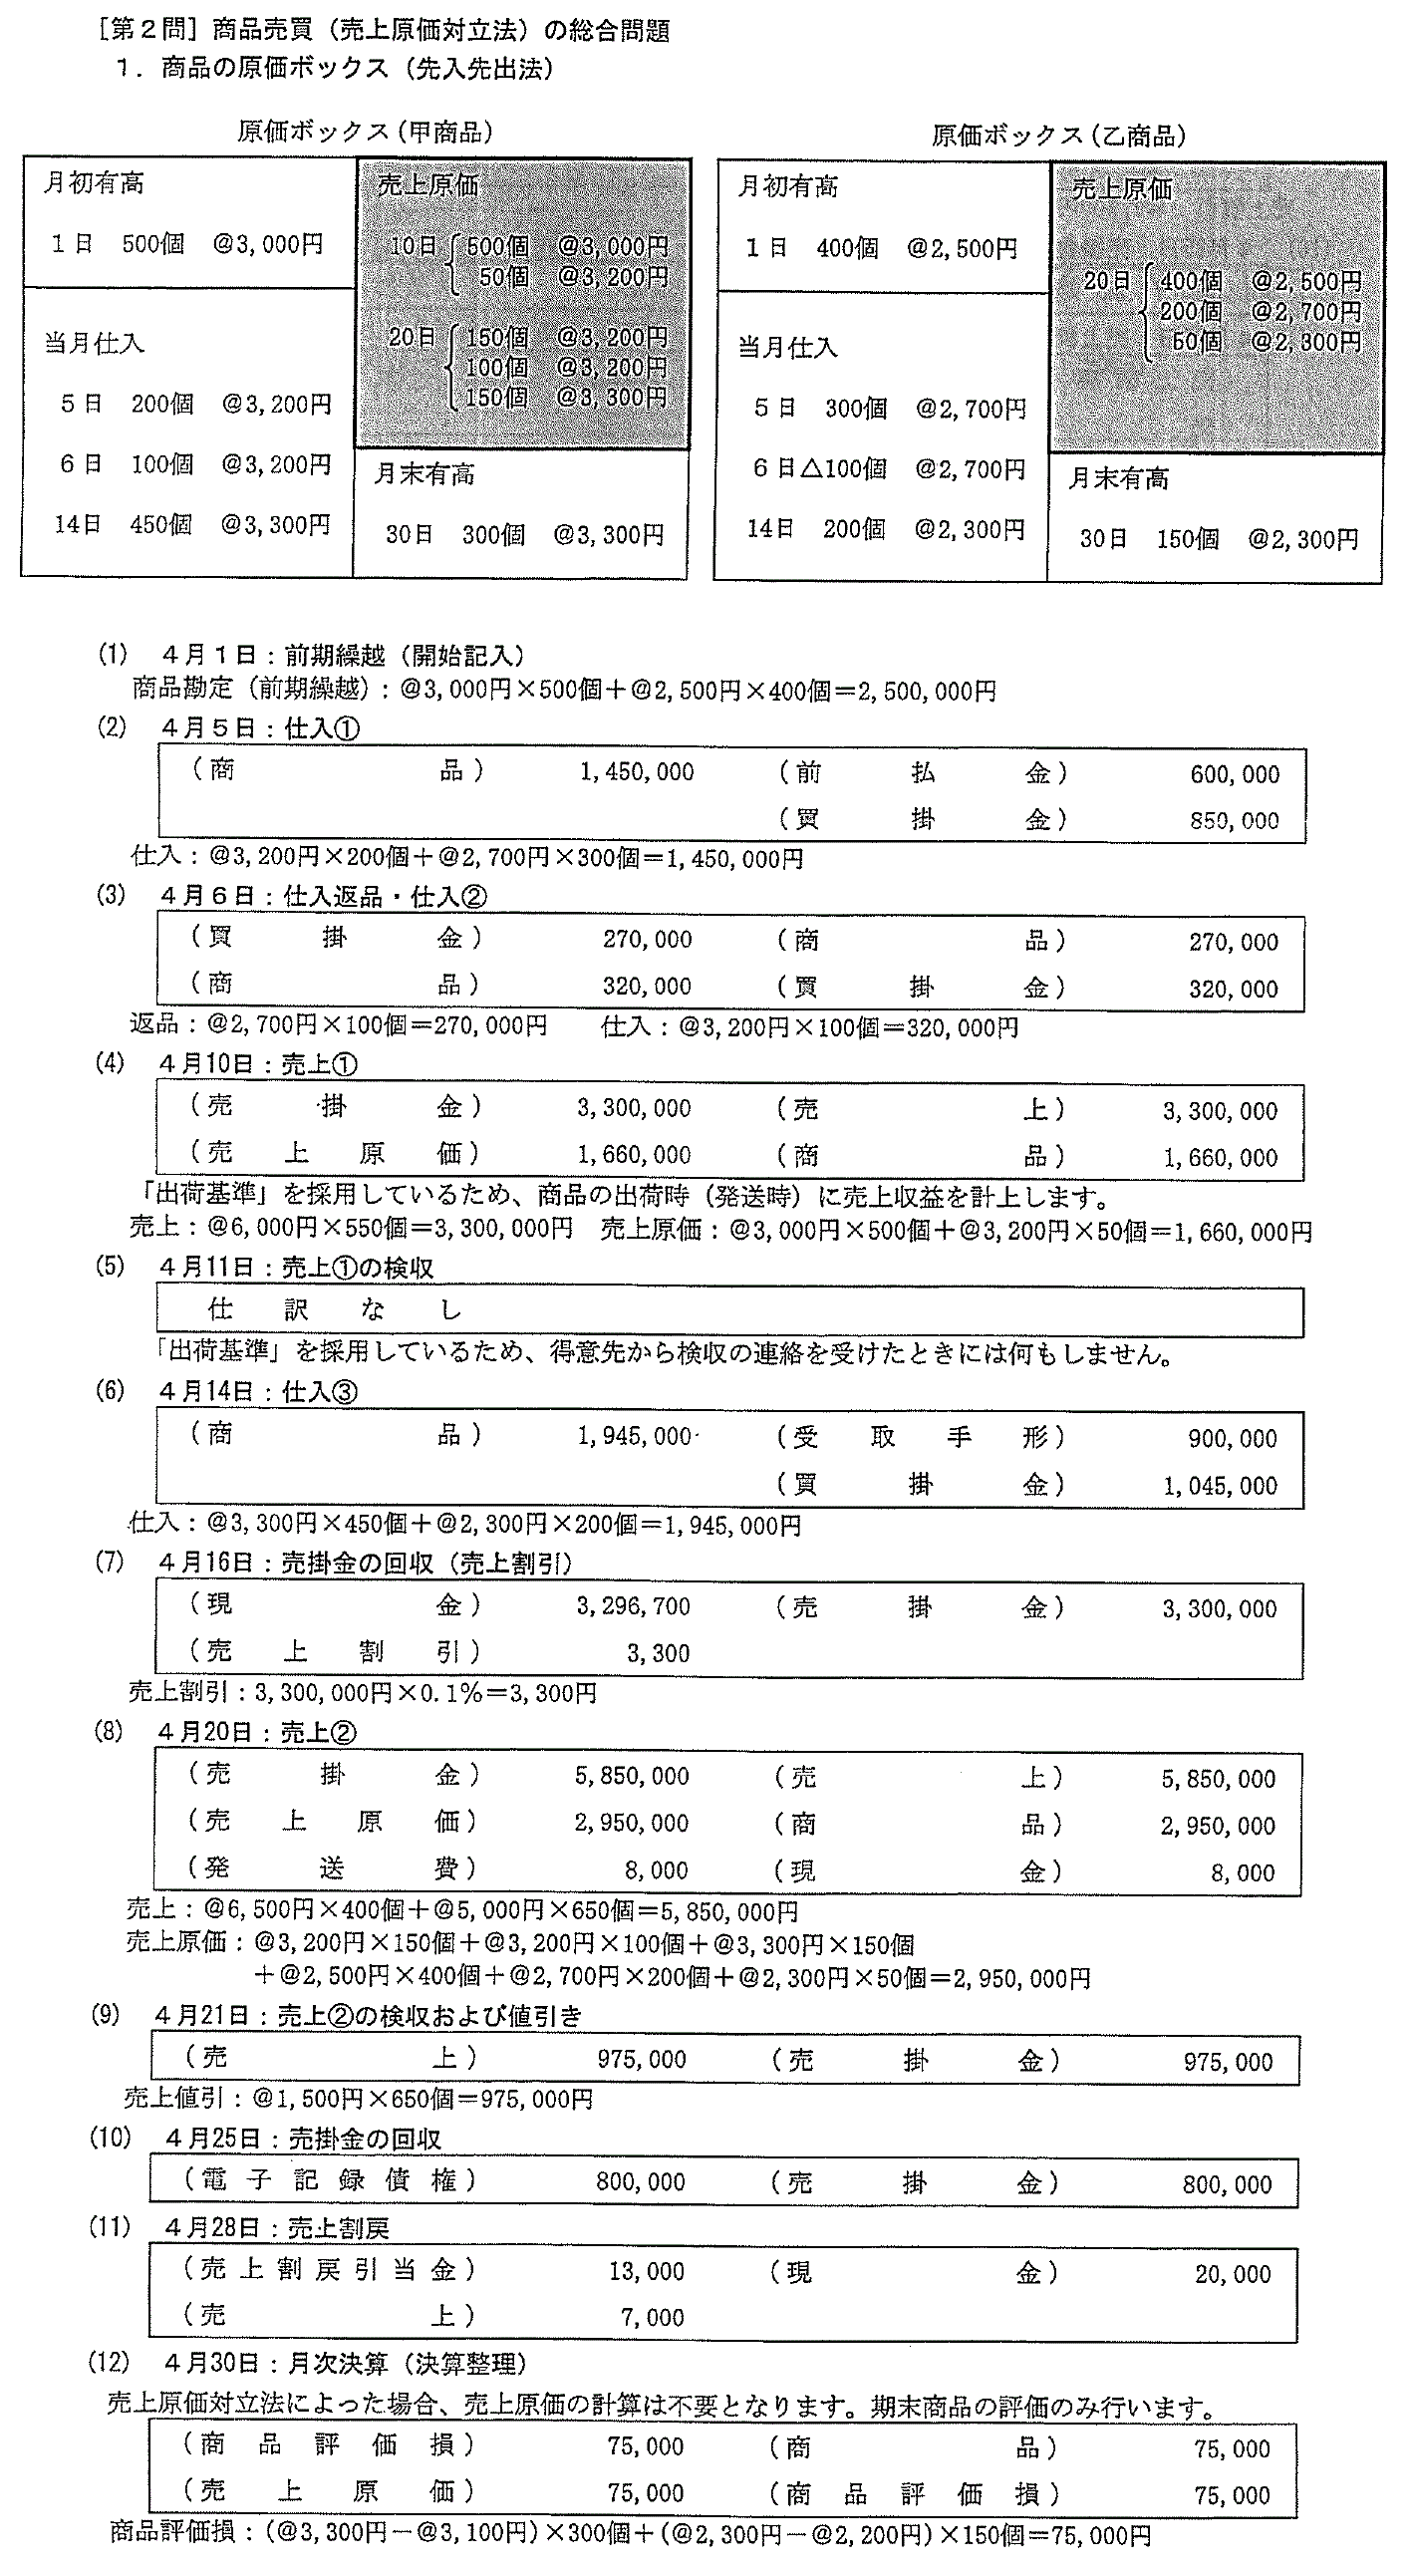 ［第２問］商品売買（売上原価対立法）の総合問題
１．商品の原価ボックス（先入先出法）
原価ボックス（甲商品）
月初有高
１日 500個 @3,000円
当月仕入
５日 200個 @3,200円
６日 100個 @3,200円
14日 450個 @3,300円
売上原価
10日 500個 @3,000円
50個 @3,200円
20日 150個 @3,200円
100個 @3,200円
150個 @3,300円
月末有高
30日 300個 @3,300円
原価ボックス（乙商品）
月初有高
１日 400個 @2,500円
当月仕入
５日 300個 @2,700円
６日△100個 @2,700円
14日 200個 @2,300円
売上原価
20日 400個 @2,500円
200個 @2,700円
50個 @2,300円
月末有高
30日 150個 @2,300円
(1) ４月１日：前期繰越（開始記入）
商品勘定（前期繰越）：@3,000円×500個＋@2,500円×400個＝2,500,000円
(2) ４月５日：仕入①
（商品） 1,450,000 （前払金） 600,000
（買掛金） 850,000
仕入：@3,200円×200個＋@2,700円×300個＝1,450,000円
(3) ４月６日：仕入返品・仕入②
（買掛金） 270,000 （商品） 270,000
（商品） 320,000 （買掛金） 320,000
返品：@2,700円×100個＝270,000円 仕入：@3,200円×100個＝320,000円
(4) ４月10日：売上①
（売掛金） 3,300,000 （売上） 3,300,000
（売上原価） 1,660,000 （商品） 1,660,000
「出荷基準」を採用しているため、商品の出荷時（発送時）に売上収益を計上します。
売上：@6,000円×550個＝3,300,000円 売上原価：@3,000円×500個＋@3,200円×50個＝1,660,000円
(5) ４月11日：売上①の検収
仕訳なし
「出荷基準」を採用しているため、得意先から検収の連絡を受けたときには何もしません。
(6) ４月14日：仕入③
（商品） 1,945,000 （受取手形） 900,000
（買掛金） 1,045,000
仕入：@3,300円×450個＋@2,300円×200個＝1,945,000円
(7) ４月16日：売掛金の回収（売上割引）
（現金） 3,296,700 （売掛金） 3,300,000
（売上割引） 3,300
売上割引：3,300,000円×0.1％＝3,300円
(8) ４月20日：売上②
（売掛金） 5,850,000 （売上） 5,850,000
（売上原価） 2,950,000 （商品） 2,950,000
（発送費） 8,000 （現金） 8,000
売上：@6,500円×400個＋@5,000円×650個＝5,850,000円
売上原価：@3,200円×150個＋@3,200円×100個＋@3,300円×150個
＋@2,500円×400個＋@2,700円×200個＋@2,300円×50個＝2,950,000円
(9) ４月21日：売上②の検収および値引き
（売上） 975,000 （売掛金） 975,000
売上値引：@1,500円×650個＝975,000円
(10) ４月25日：売掛金の回収
（電子記録債権） 800,000 （売掛金） 800,000
(11) ４月28日：売上割戻
（売上割戻引当金） 13,000 （現金） 20,000
（売上） 7,000
(12) ４月30日：月次決算（決算整理）
売上原価対立法によった場合、売上原価の計算は不要となります。期末商品の評価のみ行います。
（商品評価損） 75,000 （商品） 75,000
（売上原価） 75,000 （商品評価損） 75,000
商品評価損：（@3,300円－@3,100円）×300個＋（@2,300円－@2,200円）×150個＝75,000円